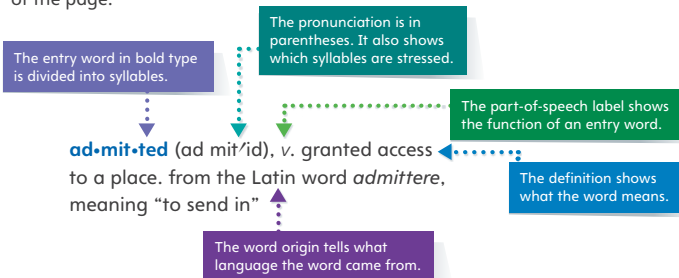 of the page.
The pronunciation is in
parentheses. It also shows
which syllables are stressed.
The entry word in bold type
is divided into syllables.
The part-of-speech label shows
the function of an entry word.
ad•mit•ted (ad mit′id), v. granted access
to a place. from the Latin word admittere,
meaning “to send in”
The definition shows
what the word means.
The word origin tells what
language the word came from.